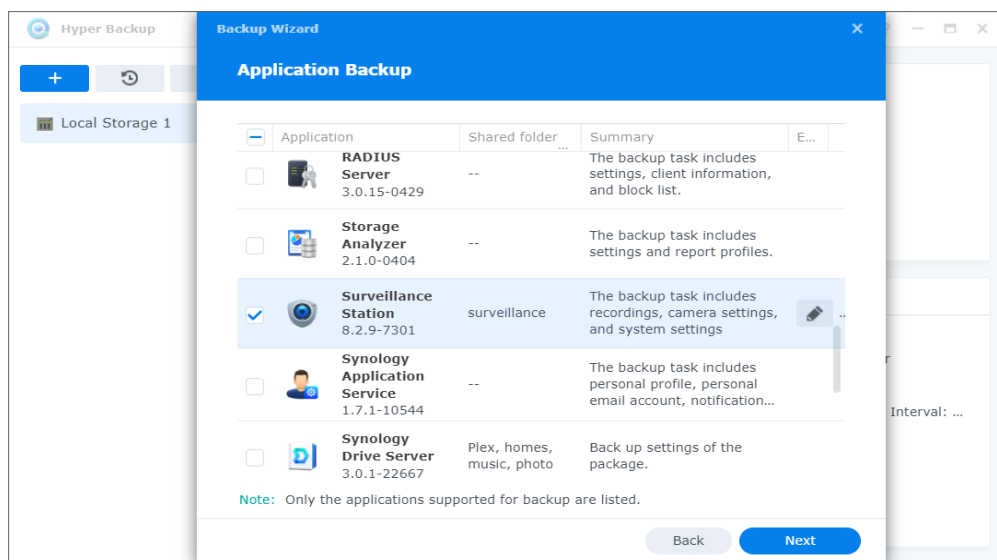 Hyper Backup
Backup Wizard
Application Backup
Local Storage 1
Application
Shared folder ...
Summary
E...
RADIUS
Server
3.0.15-0429
--
The backup task includes
settings, client information,
and block list.
Storage
Analyzer
2.1.0-0404
--
The backup task includes
settings and report profiles.
Surveillance
Station
8.2.9-7301
surveillance
The backup task includes
recordings, camera settings,
and system settings
..
Synology
Application
Service
1.7.1-10544
--
The backup task includes
personal profile, personal
email account, notification...
Synology
Drive Server
3.0.1-22667
Plex, homes,
music, photo
Back up settings of the
package.
Interval: ...
Note: Only the applications supported for backup are listed.
Back
Next